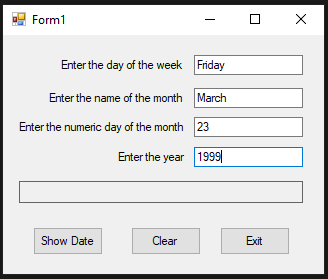 Form1
Enter the day of the week Friday
Enter the name of the month March
Enter the numeric day of the month 23
Enter the year 1999
Show Date Clear Exit